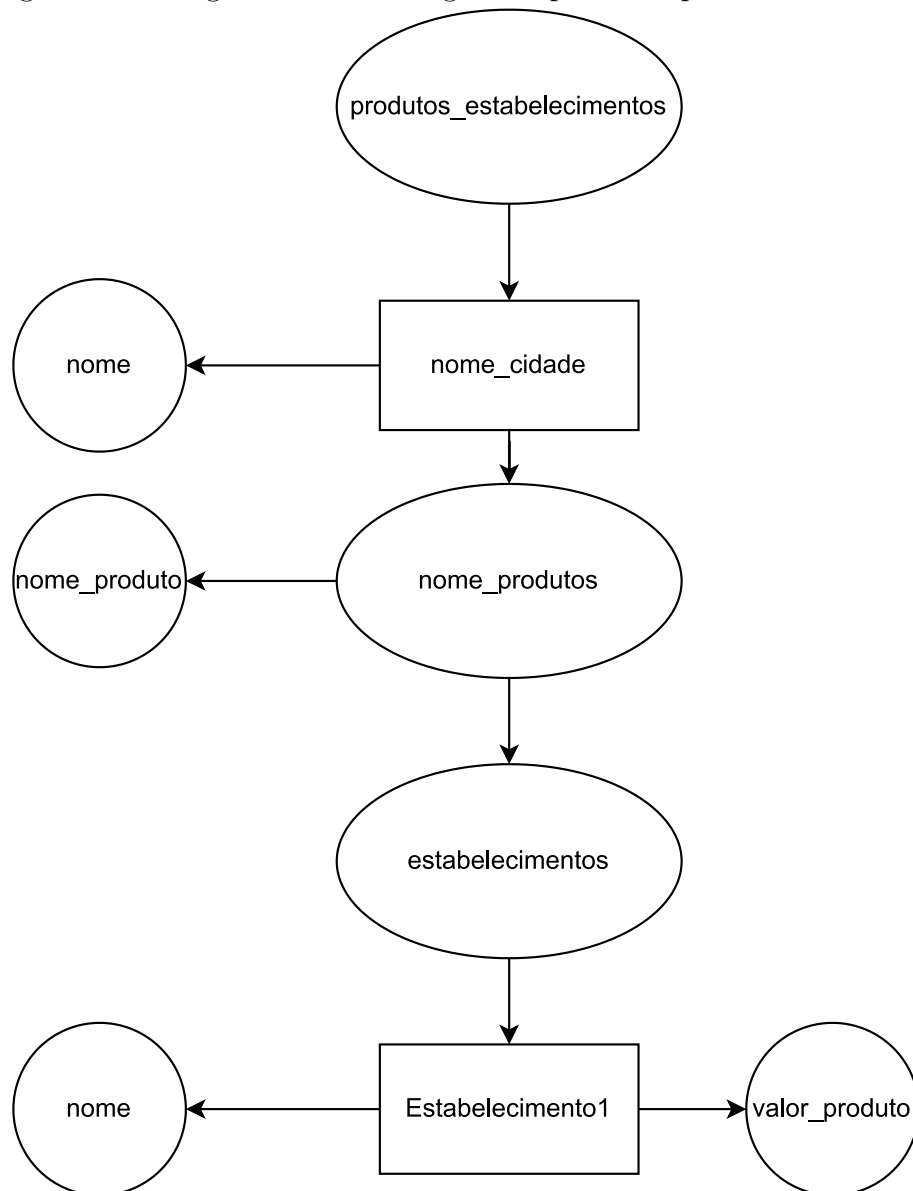 produtos_estabelecimentos
nome
nome_cidade
nome_produto
nome_produtos
estabelecimentos
nome
Estabelecimento1
valor_produto